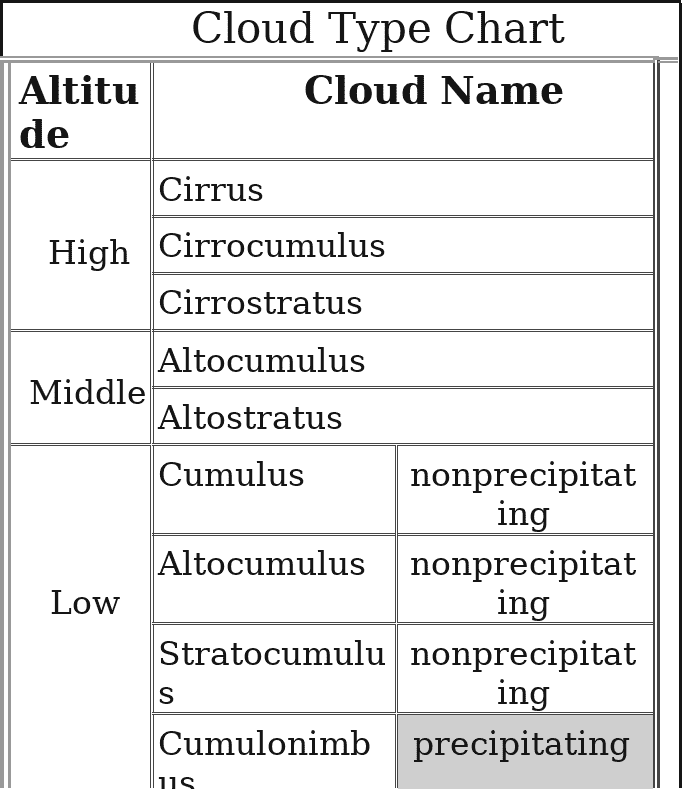 Cloud Type Chart
Altitu
de
Cloud Name
High
Cirrus
Cirrocumulus
Cirrostratus
Middle
Altocumulus
Altostratus
Low
Cumulus
nonprecipitat
ing
Altocumulus
nonprecipitat
ing
Stratocumulu
s
nonprecipitat
ing
Cumulonimb
us
precipitating